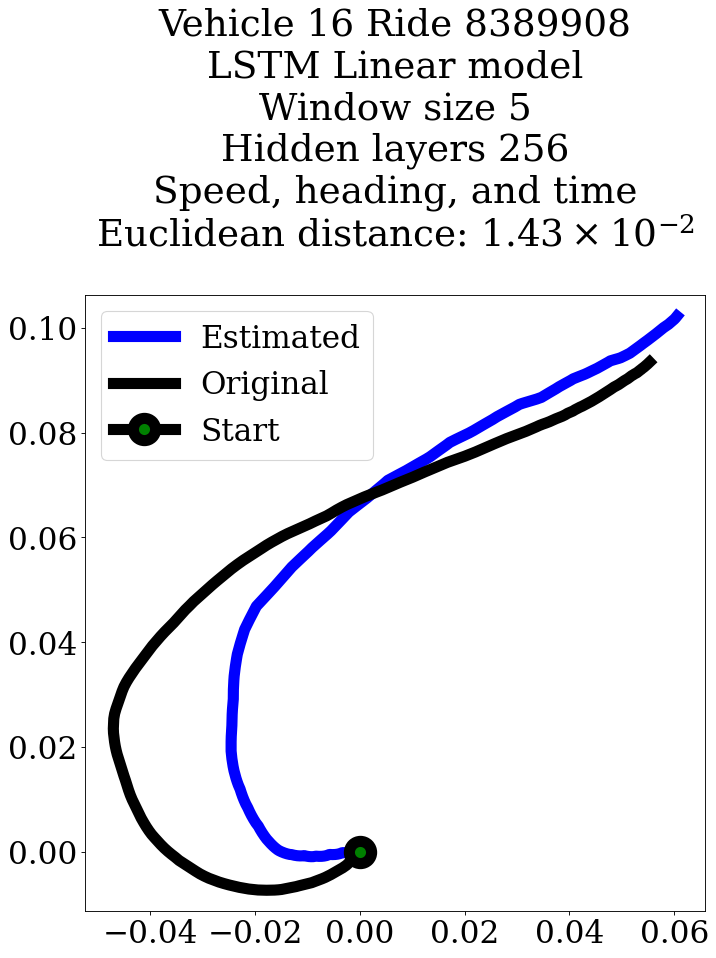 Vehicle 16 Ride 8389908
LSTM Linear model
Window size 5
Hidden layers 256
Speed, heading, and time
Euclidean distance: 1.43 × 10⁻²
Estimated
Original
Start
0.10
0.08
0.06
0.04
0.02
0.00
−0.04 −0.02 0.00 0.02 0.04 0.06